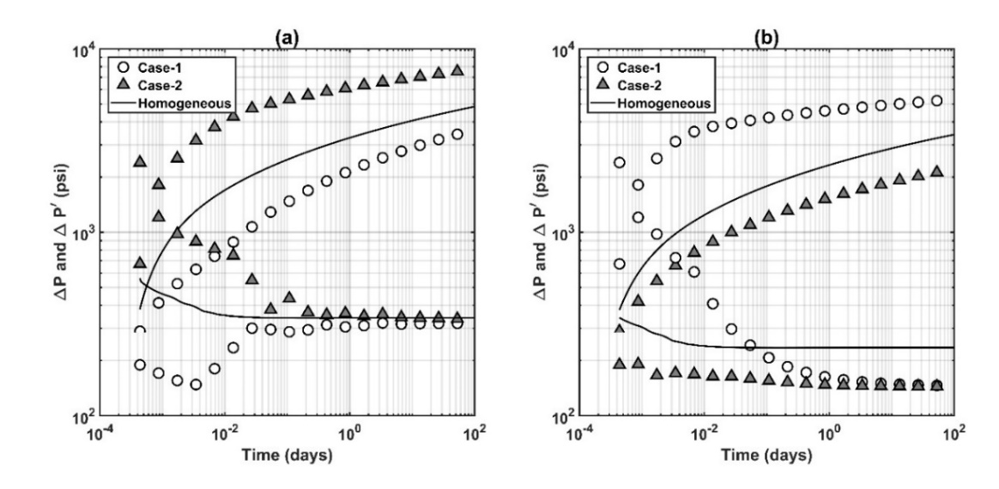 (a)
10^4
10^3
10^2
ΔP and Δ P′ (psi)
Case-1
Case-2
Homogeneous
10^-4
10^-2
10^0
10^2
Time (days)
(b)
10^4
10^3
10^2
ΔP and Δ P′ (psi)
Case-1
Case-2
Homogeneous
10^-4
10^-2
10^0
10^2
Time (days)